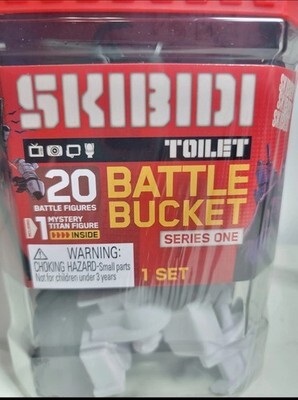 SKIBIDI
TOILET
20
BATTLE FIGURES
1 MYSTERY
TITAN FIGURE
INSIDE
BATTLE
BUCKET
SERIES ONE
WARNING:
CHOKING HAZARD-Small parts
Not for children under 3 years
1 SET